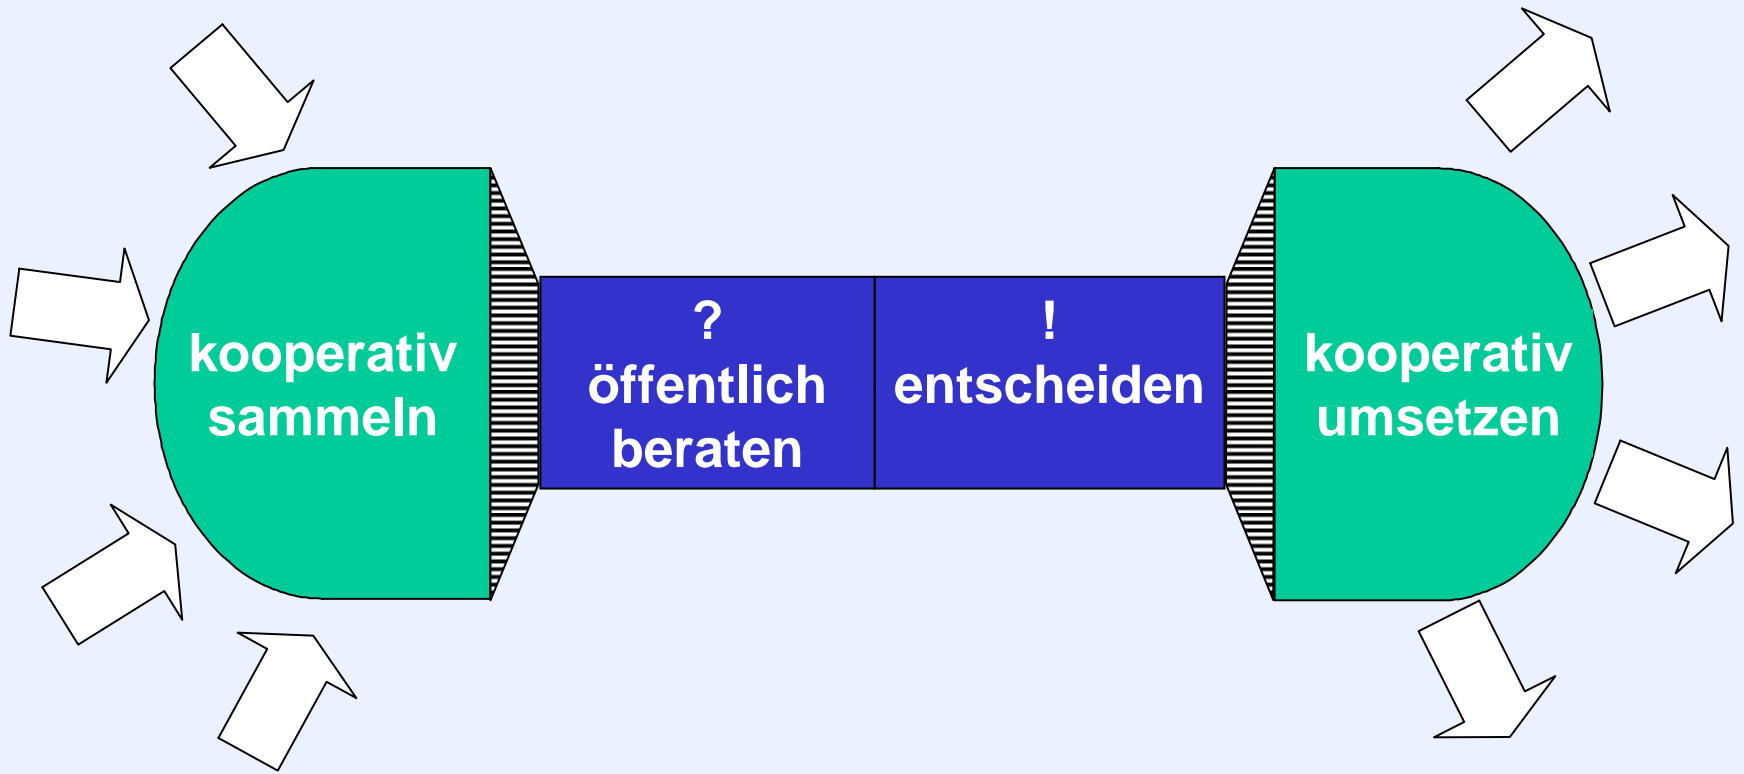 kooperativ
sammeln
?
öffentlich
beraten
!
entscheiden
kooperativ
umsetzen